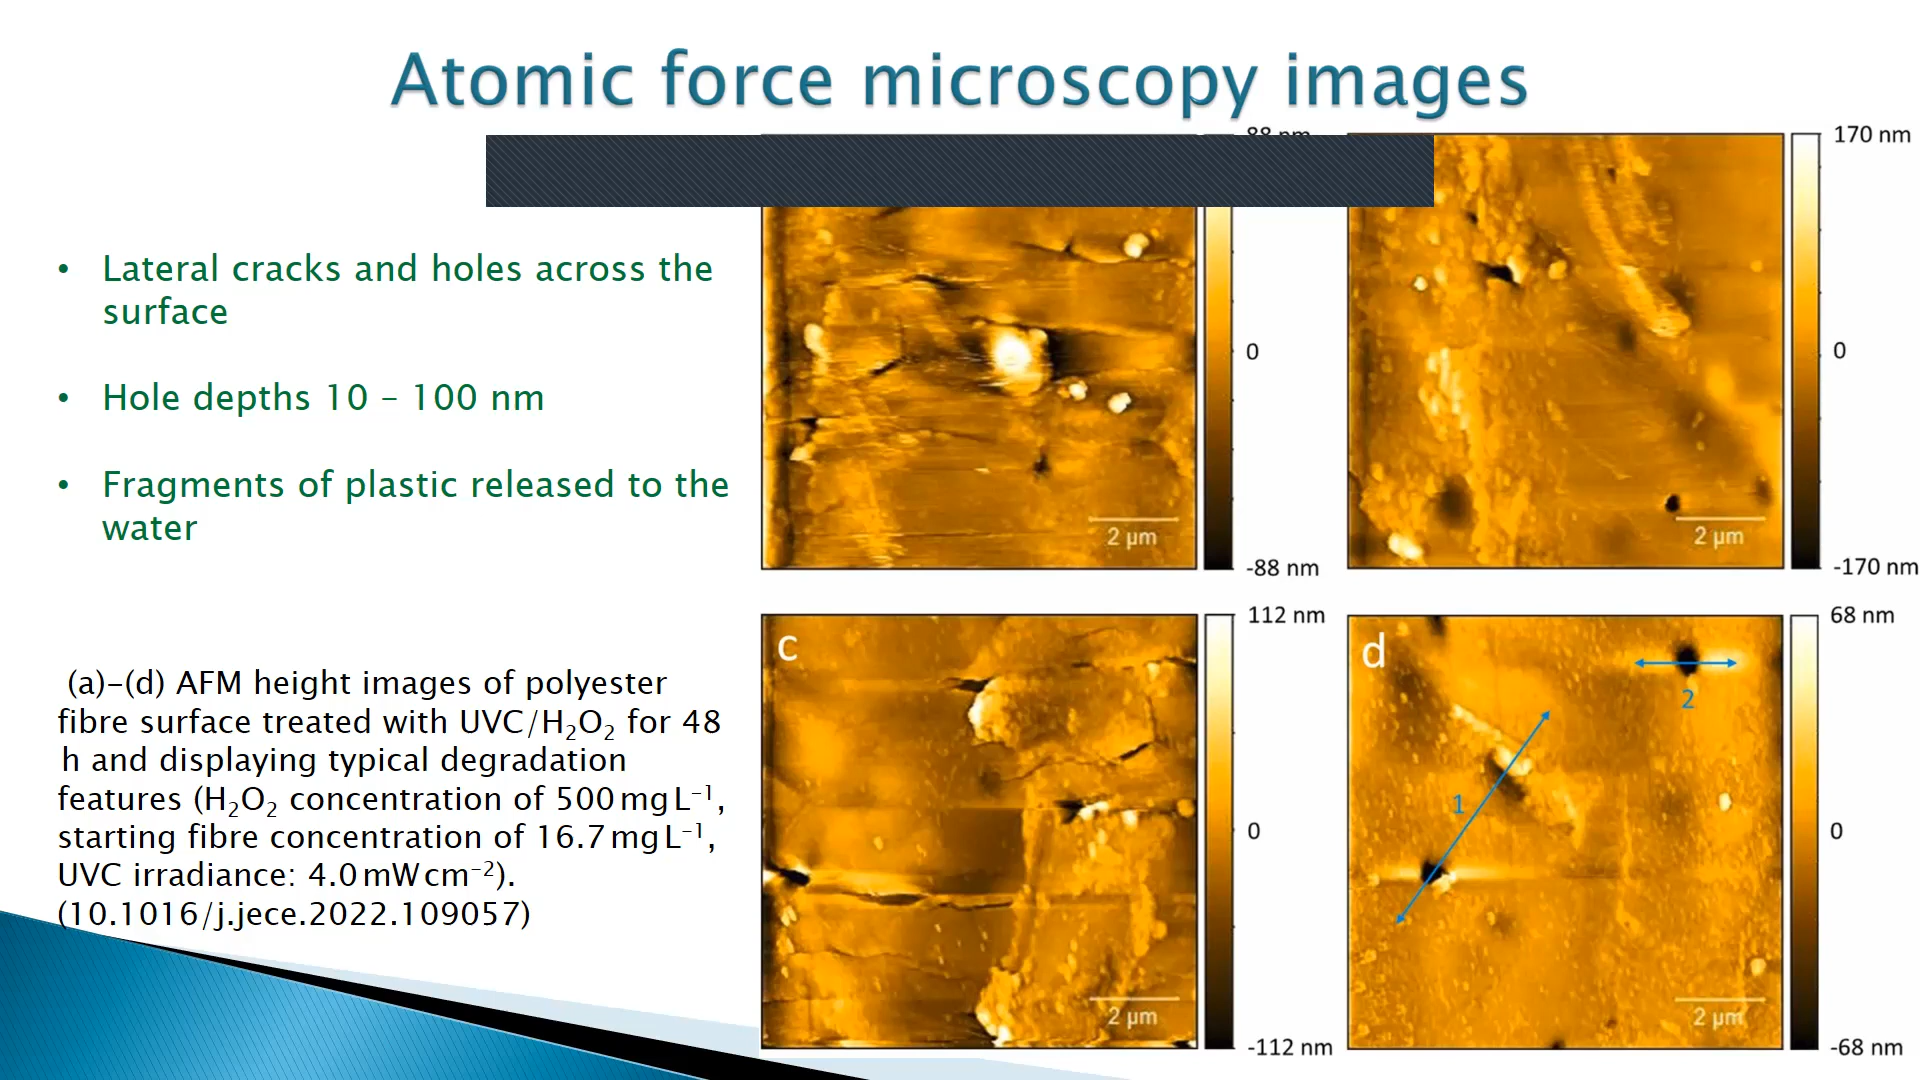 Atomic force microscopy images
• Lateral cracks and holes across the
surface
• Hole depths 10 – 100 nm
• Fragments of plastic released to the
water
(a)–(d) AFM height images of polyester
fibre surface treated with UVC/H₂O₂ for 48
h and displaying typical degradation
features (H₂O₂ concentration of 500 mg L⁻¹,
starting fibre concentration of 16.7 mg L⁻¹,
UVC irradiance: 4.0 mW cm⁻²).
(10.1016/j.jece.2022.109057)
88 nm
0
-88 nm
2 µm
170 nm
0
-170 nm
2 µm
c
112 nm
0
-112 nm
2 µm
d
1
2
68 nm
0
-68 nm
2 µm